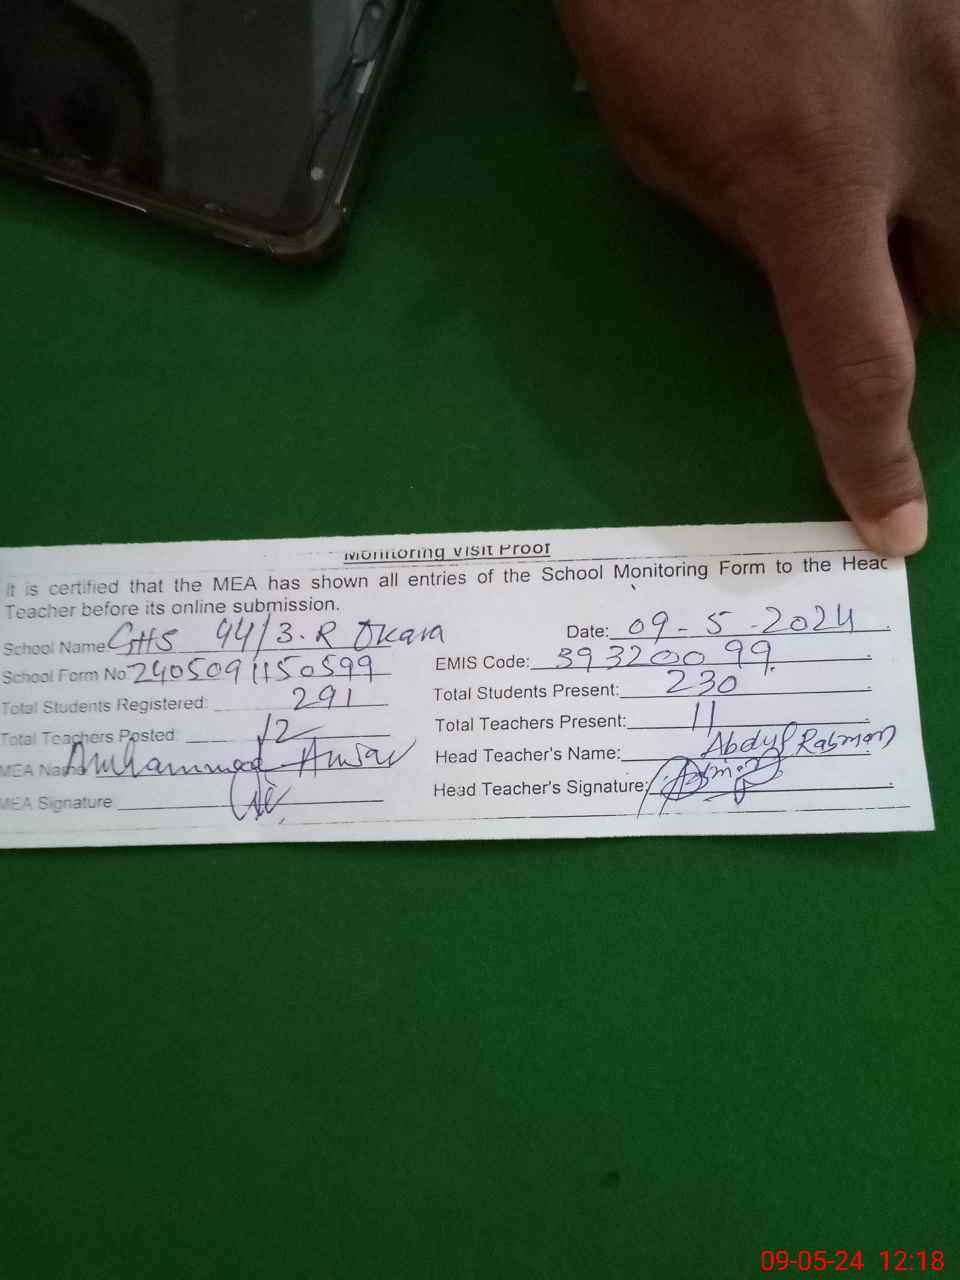 Monitoring Visit Proof
It is certified that the MEA has shown all entries of the School Monitoring Form to the Head
Teacher before its online submission.
School Name GHS 44/3.R Okara Date: 09-5-2024
School Form No: 2405091150599 EMIS Code: 39320099
Total Students Registered: 291 Total Students Present: 230
Total Teachers Posted: 12 Total Teachers Present: 11
MEA Name Muhammad Head Teacher's Name: Abdul Rahman
MEA Signature Head Teacher's Signature:
09-05-24 12:18